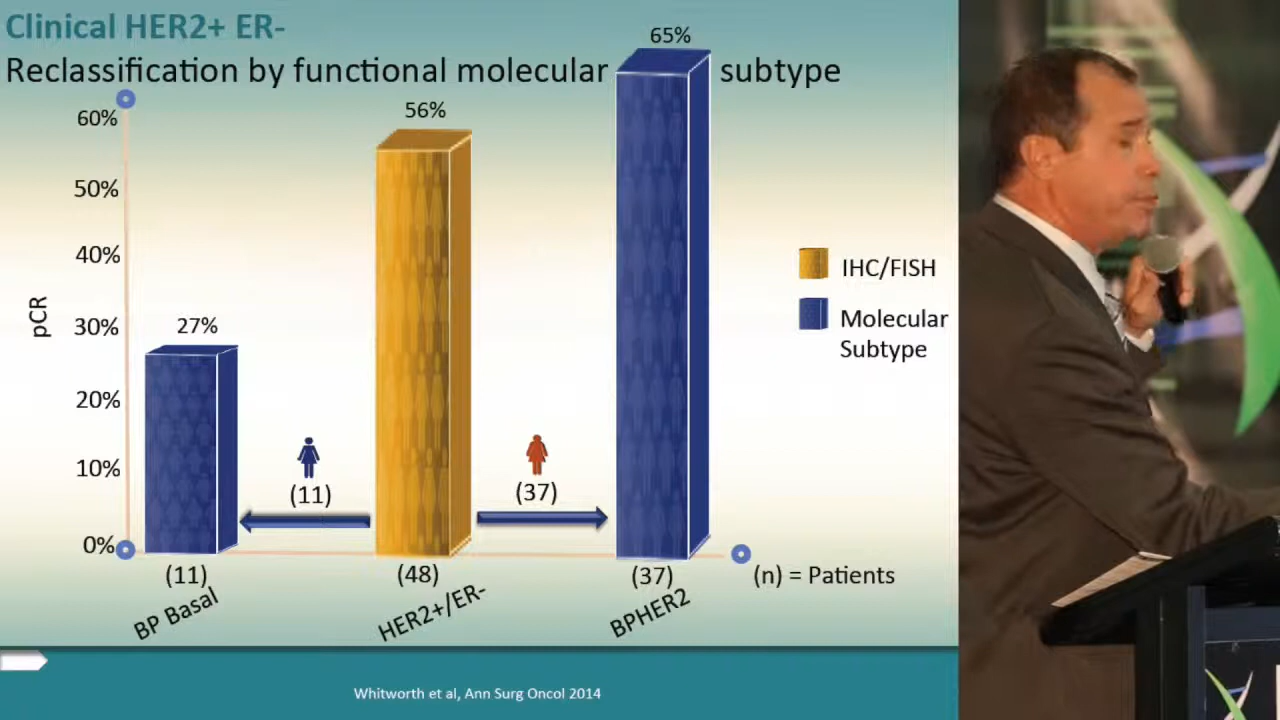 Clinical HER2+ ER-
Reclassification by functional molecular subtype
65%
56%
60%
50%
40%
30%
20%
10%
0%
pCR
27%
IHC/FISH
Molecular
Subtype
(11)
(37)
(11)
(48)
(37)
(n) = Patients
BP Basal
HER2+/ER-
BPHER2
Whitworth et al, Ann Surg Oncol 2014